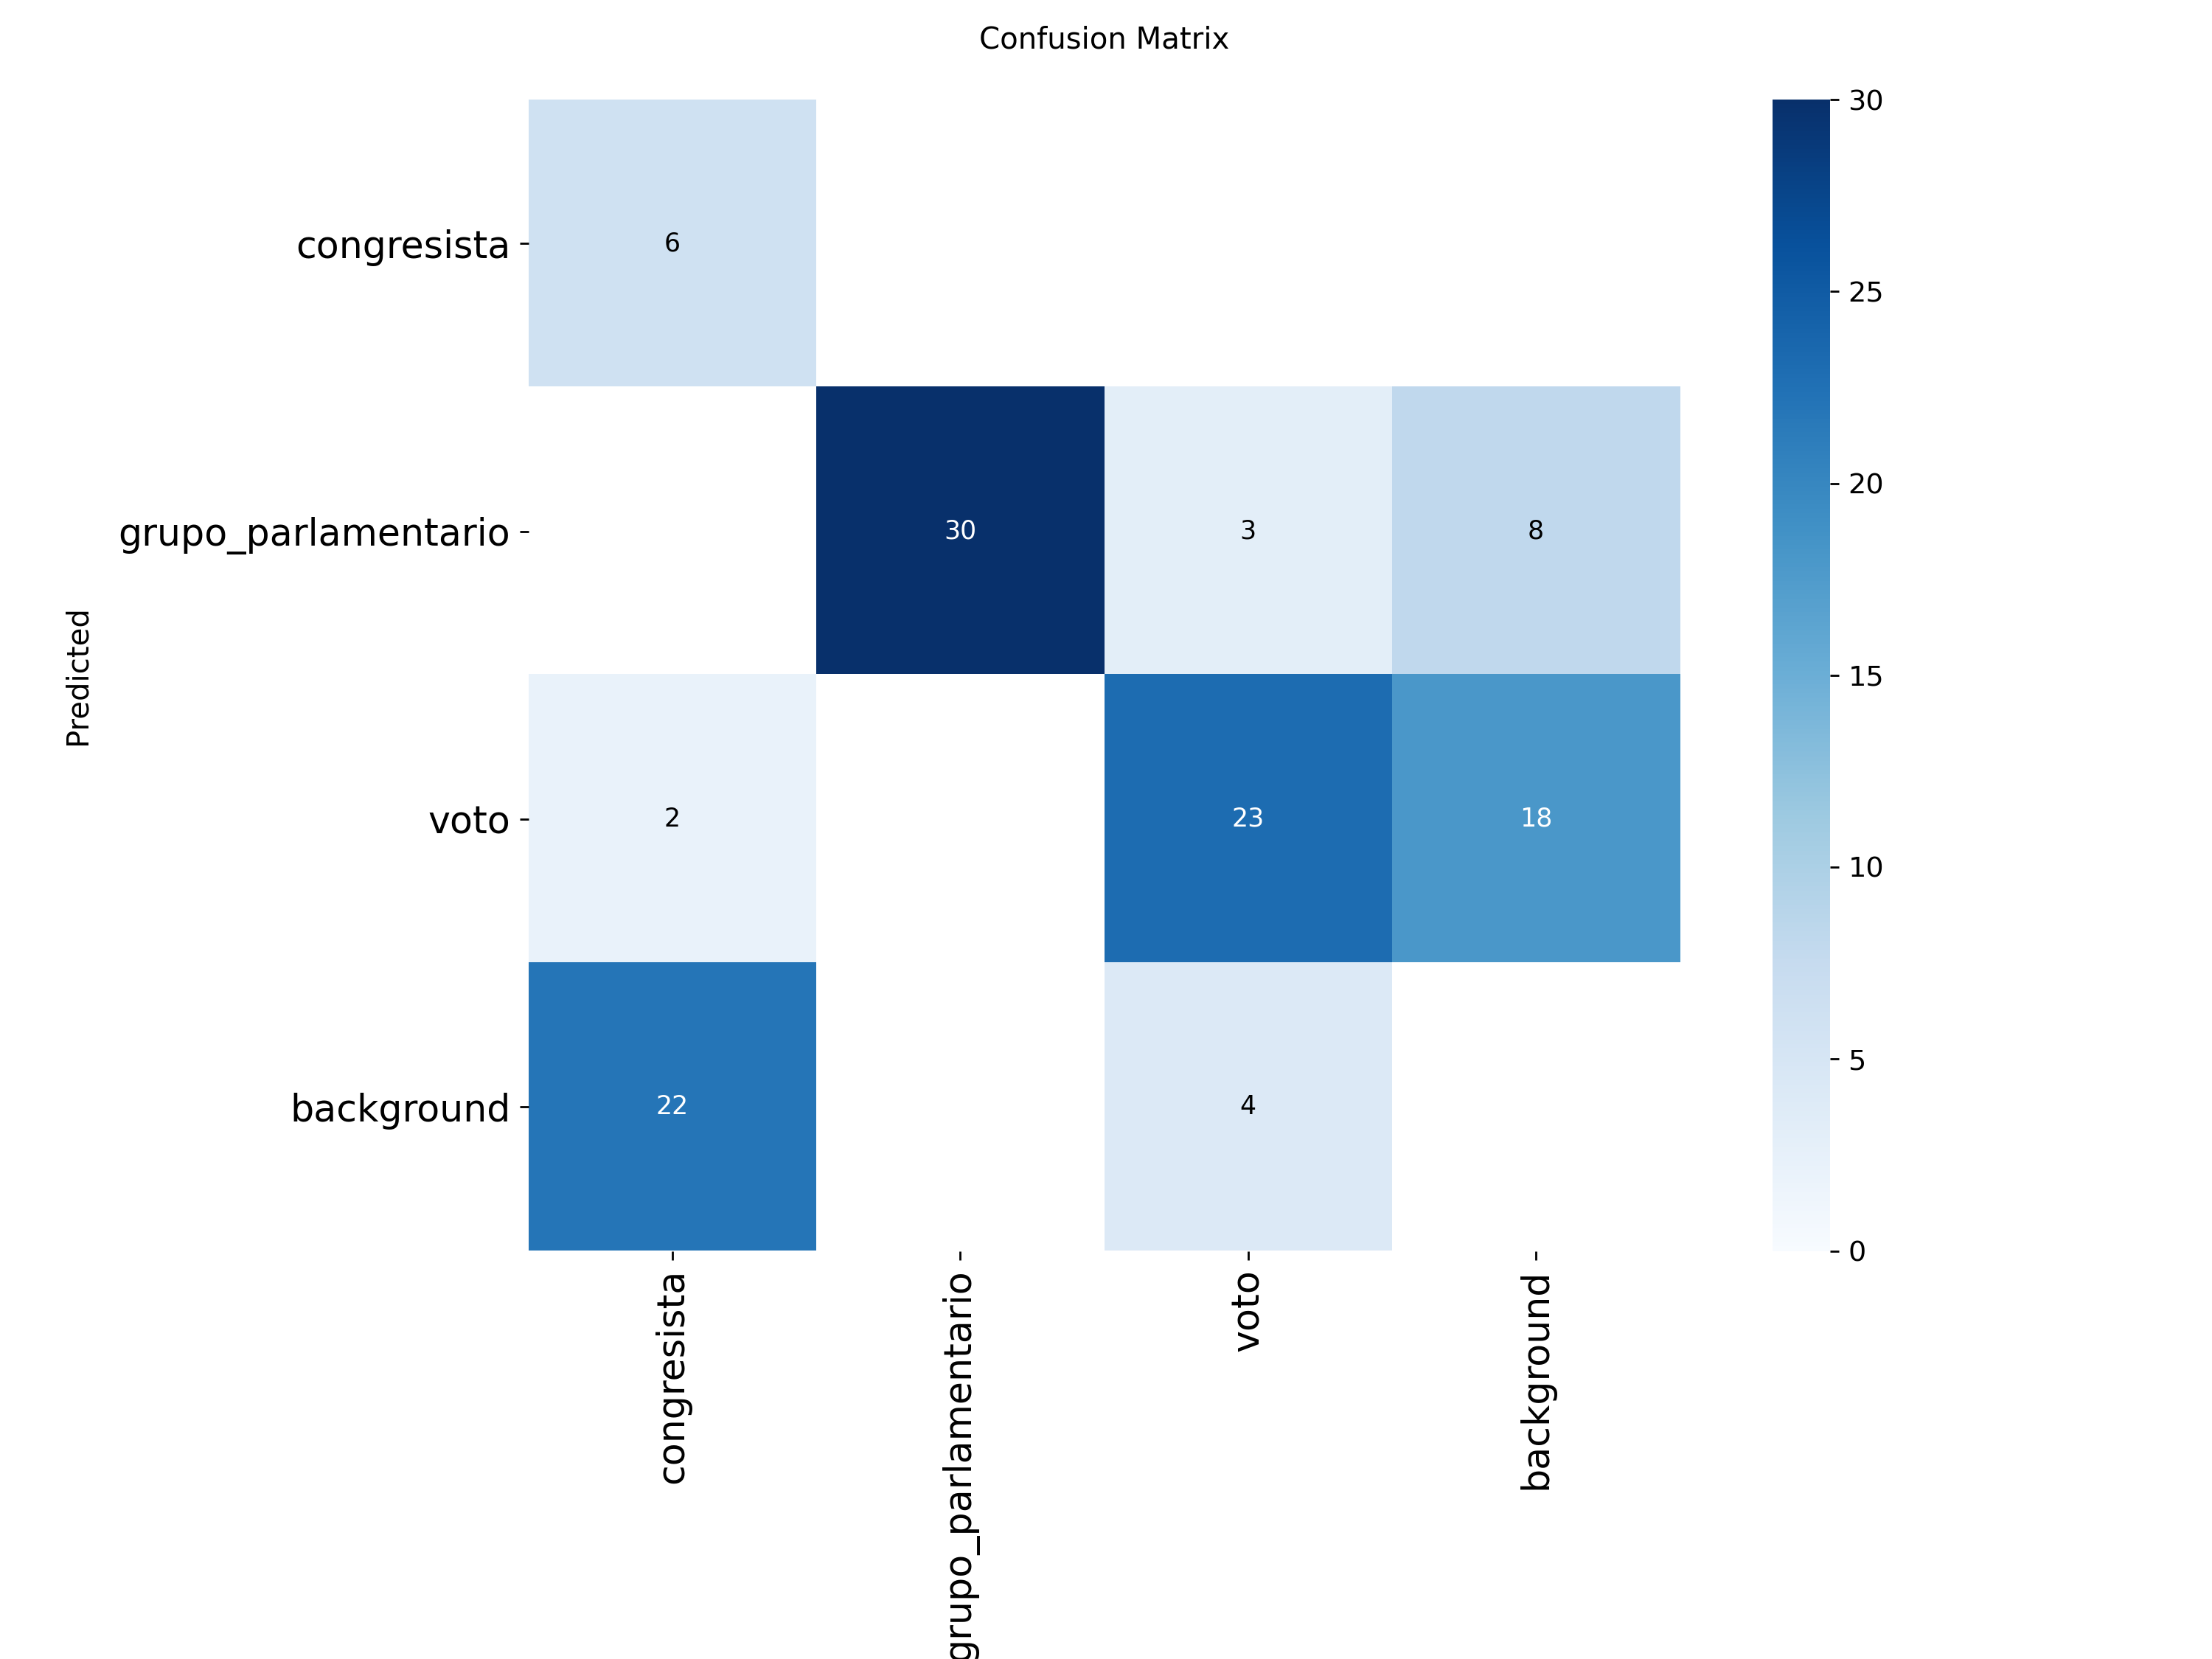 Confusion Matrix
Predicted
congresista
6
grupo_parlamentario
30
3
8
voto
2
23
18
background
22
4
congresista
grupo_parlamentario
voto
background
30
25
20
15
10
5
0